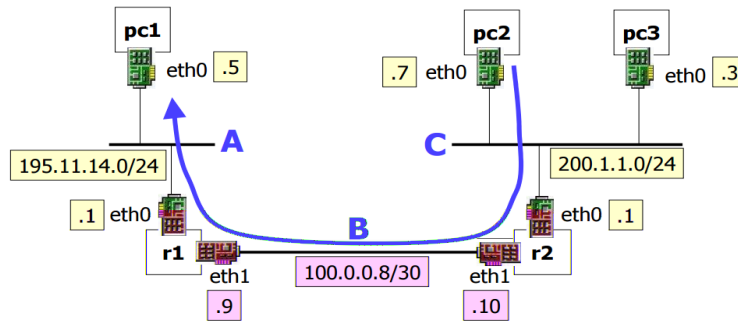 pc1
pc2
pc3
eth0 .5
.7 eth0
eth0 .3
A
C
195.11.14.0/24
200.1.1.0/24
.1 eth0
eth0 .1
B
r1
r2
eth1
100.0.0.8/30
eth1
.9
.10